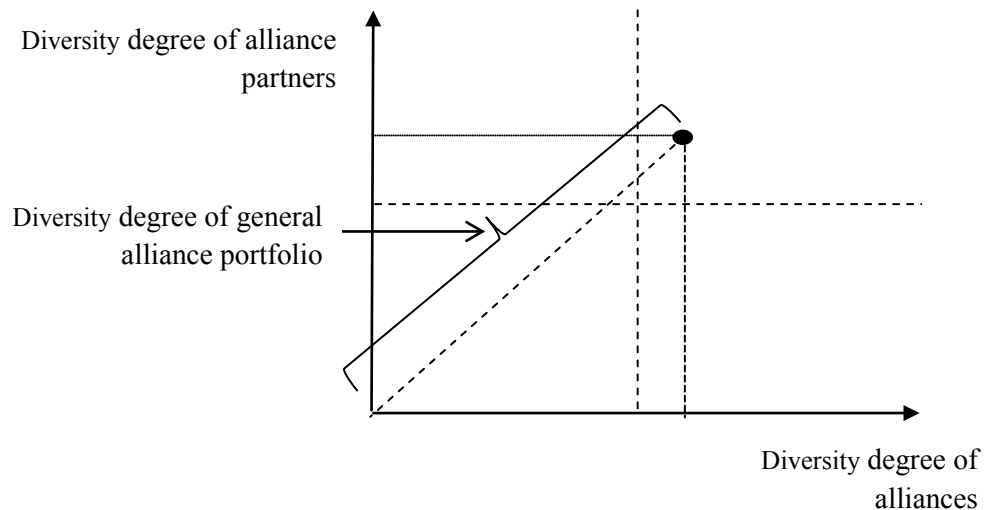 Diversity degree of alliance
partners
Diversity degree of general
alliance portfolio
Diversity degree of
alliances